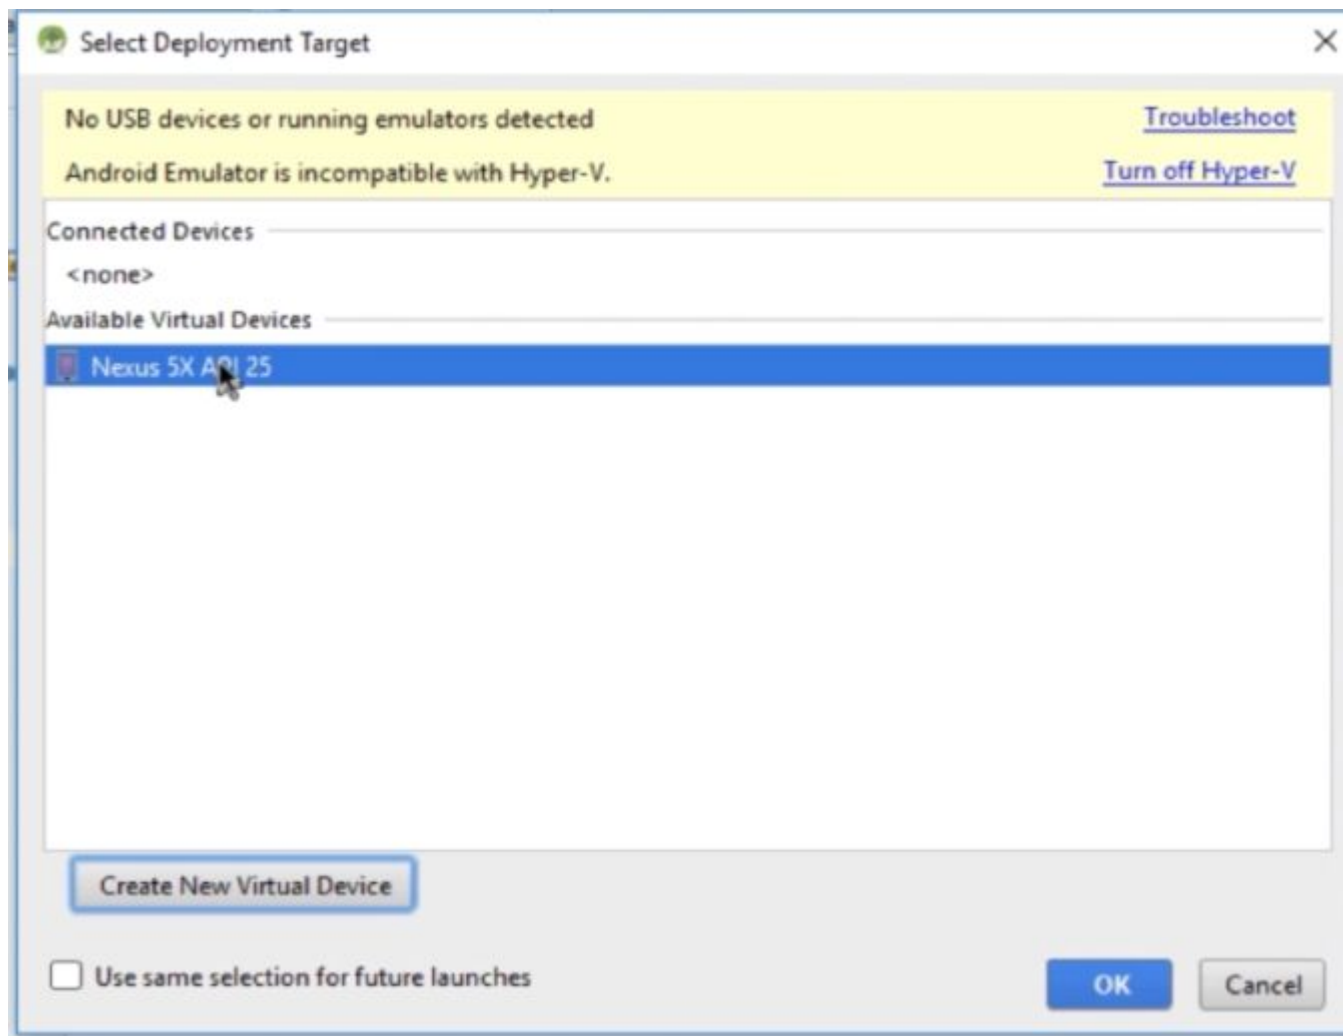 Select Deployment Target
No USB devices or running emulators detected
Troubleshoot
Android Emulator is incompatible with Hyper-V.
Turn off Hyper-V
Connected Devices
<none>
Available Virtual Devices
Nexus 5X API 25
Create New Virtual Device
Use same selection for future launches
OK
Cancel